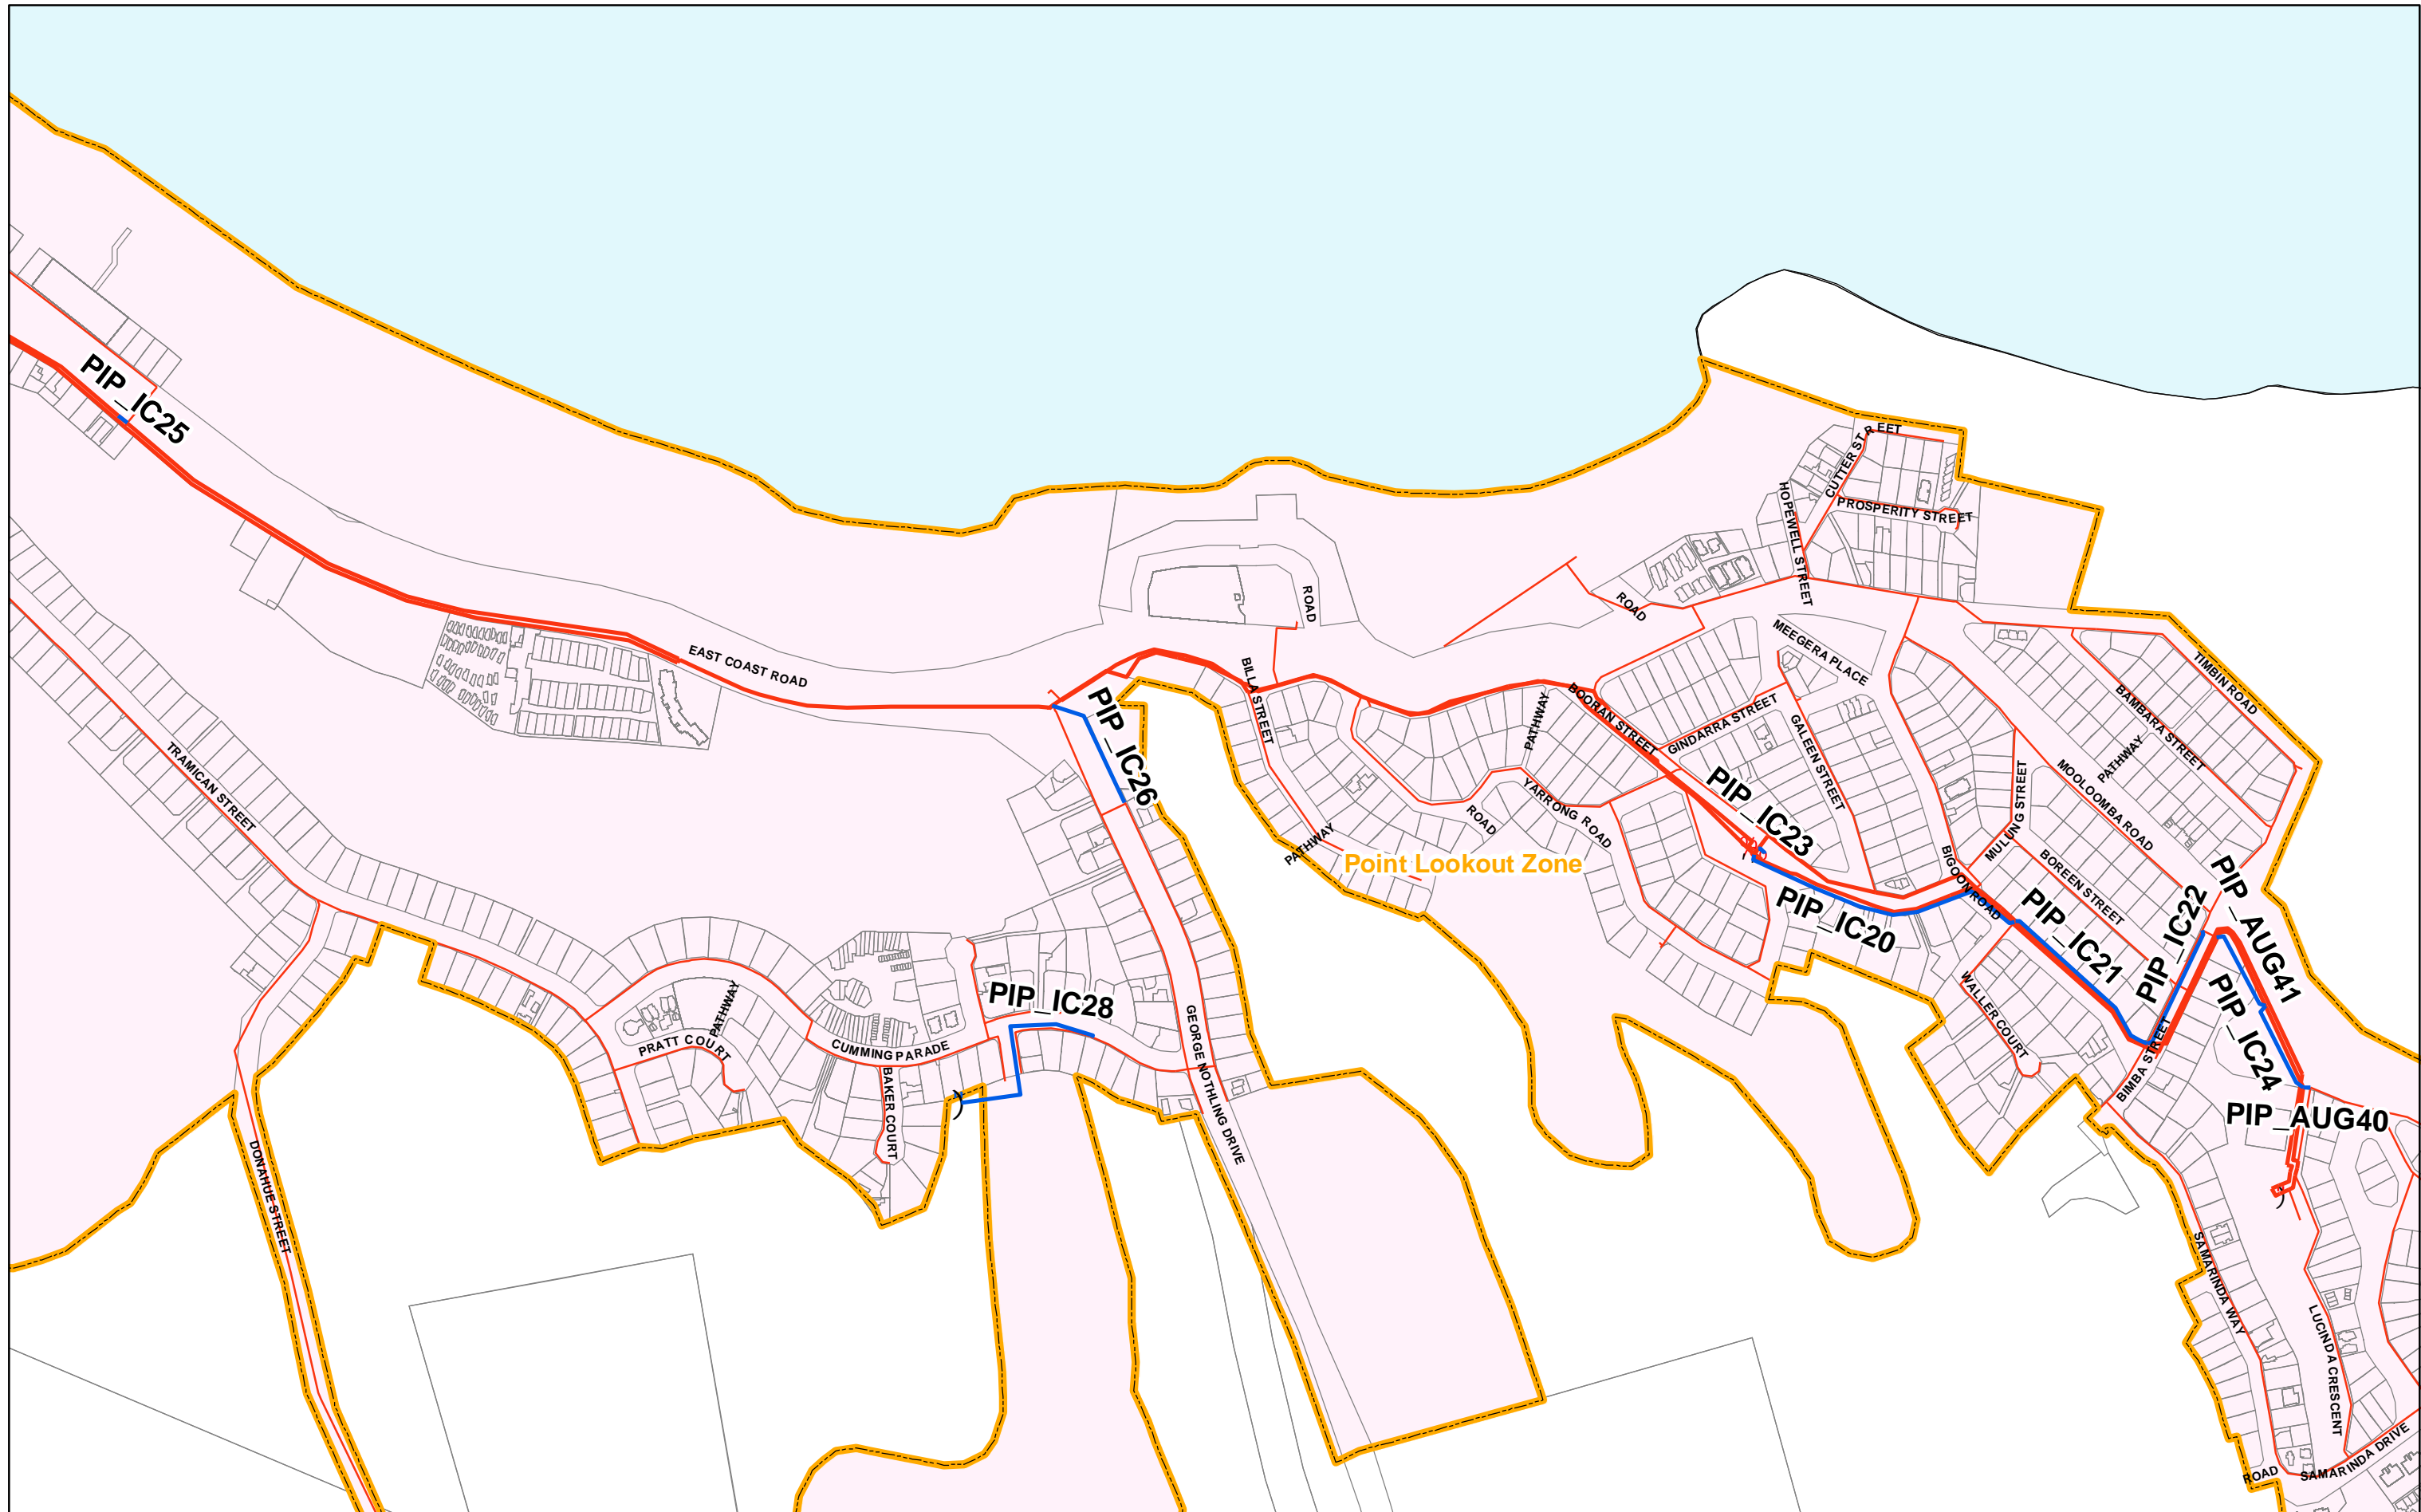 PIP_IC25
CUTTER STREET
HOPEWELL STREET
PROSPERITY STREET
ROAD
ROAD
MEEGERA PLACE
EAST COAST ROAD
BILLA STREET
TIMBIN ROAD
BAMBARA STREET
PATHWAY
BOORAN STREET
GINDARRA STREET
GALEEN STREET
PATHWAY
PIP_IC26
TRAMICAN STREET
MOOLOOMBA ROAD
MULUNG STREET
PIP_IC23
YARRONG ROAD
ROAD
PATHWAY
Point Lookout Zone
BIGOON ROAD
BOREEN STREET
PIP_IC20
PIP_IC21
PIP_IC22
PIP_AUG41
PIP_IC24
PIP_IC28
PATHWAY
PRATT COURT
CUMMING PARADE
BAKER COURT
GEORGE NOTHLING DRIVE
WALLER COURT
BIMBA STREET
PIP_AUG40
DONAHUE STREET
SAMARINDA WAY
LUCINDA CRESCENT
ROAD
SAMARINDA DRIVE